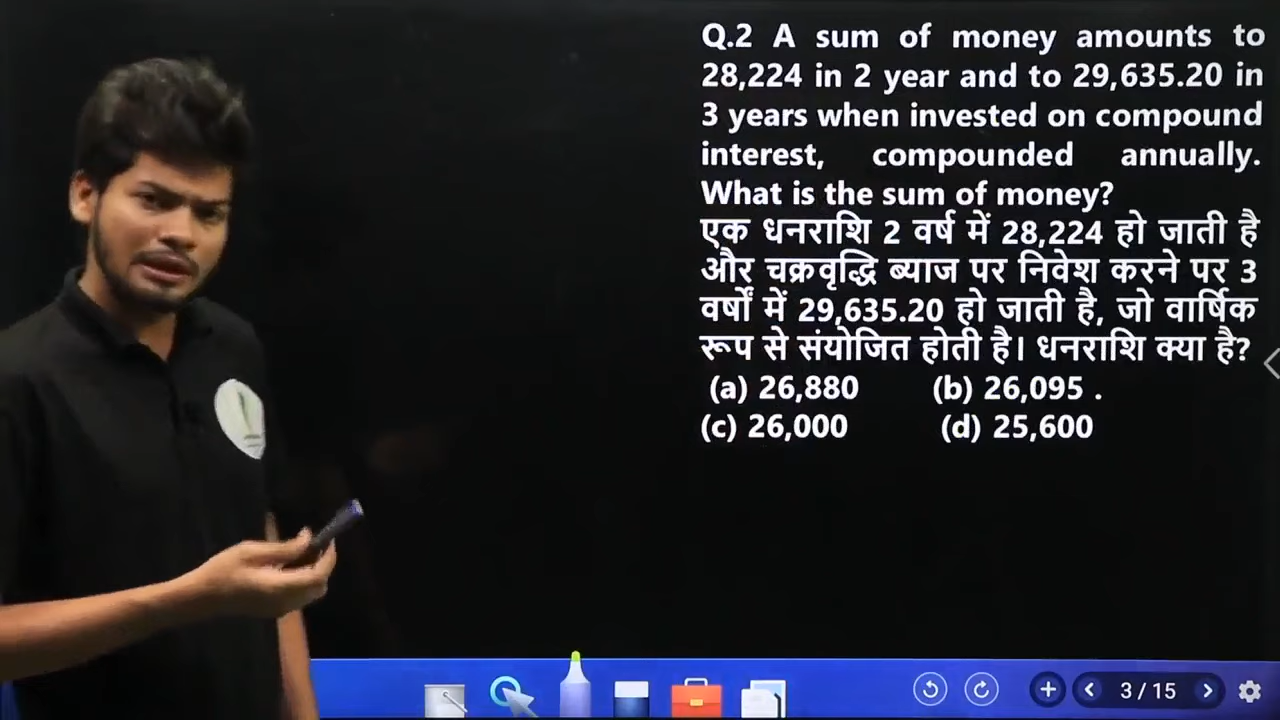 Q.2 A sum of money amounts to
28,224 in 2 year and to 29,635.20 in
3 years when invested on compound
interest, compounded annually.
What is the sum of money?
एक धनराशि 2 वर्ष में 28,224 हो जाती है
और चक्रवृद्धि ब्याज पर निवेश करने पर 3
वर्षों में 29,635.20 हो जाती है, जो वार्षिक
रूप से संयोजित होती है। धनराशि क्या है?
(a) 26,880 (b) 26,095 .
(c) 26,000 (d) 25,600
3 / 15